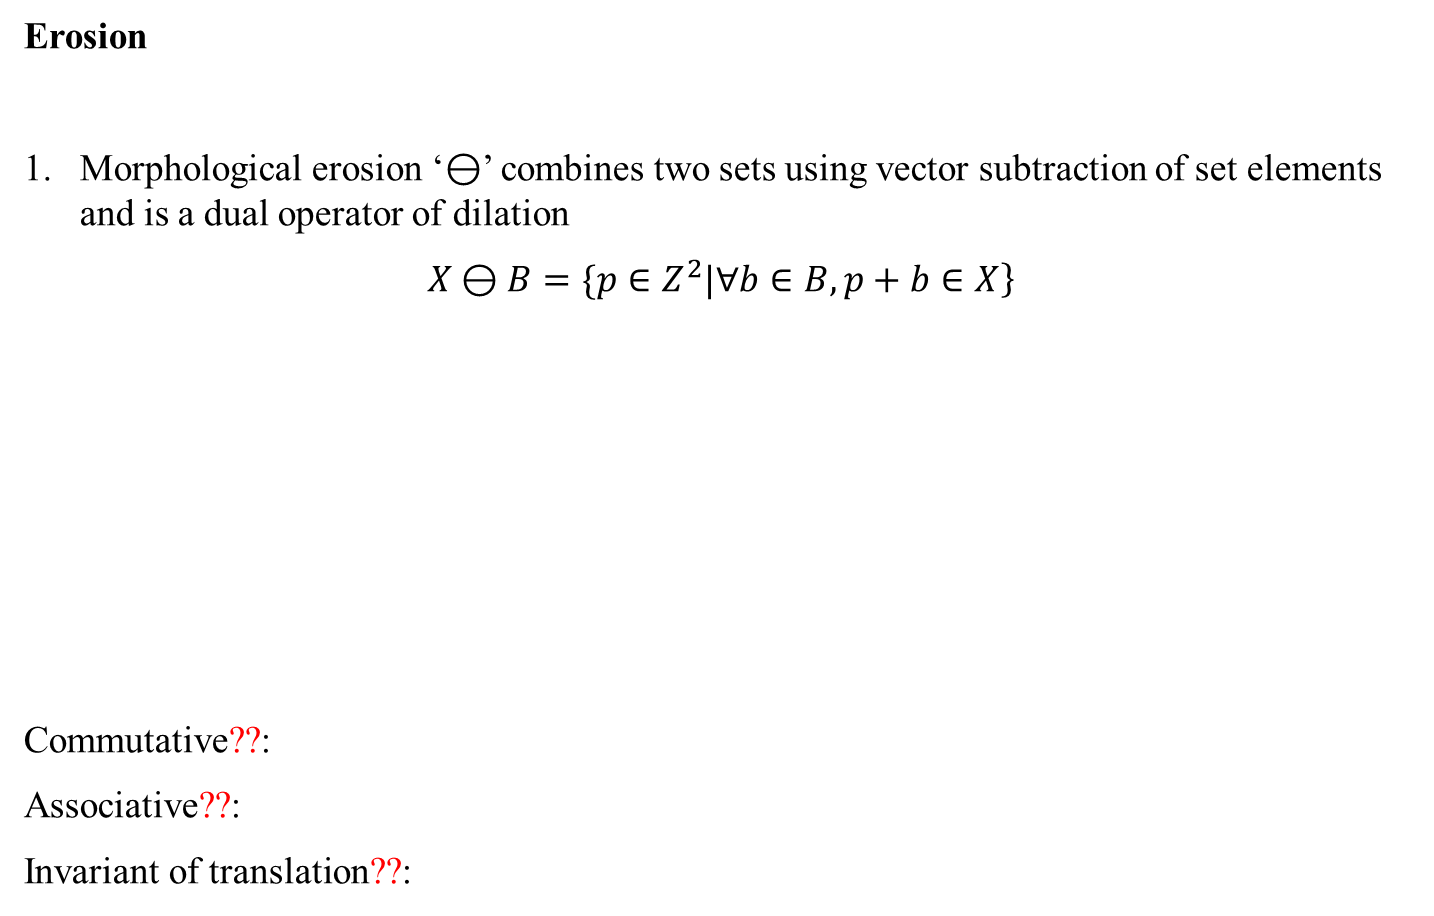 Erosion
1. Morphological erosion ‘⊖’ combines two sets using vector subtraction of set elements
and is a dual operator of dilation
X ⊖ B = {p ∈ Z²|∀b ∈ B, p + b ∈ X}
Commutative??:
Associative??:
Invariant of translation??: